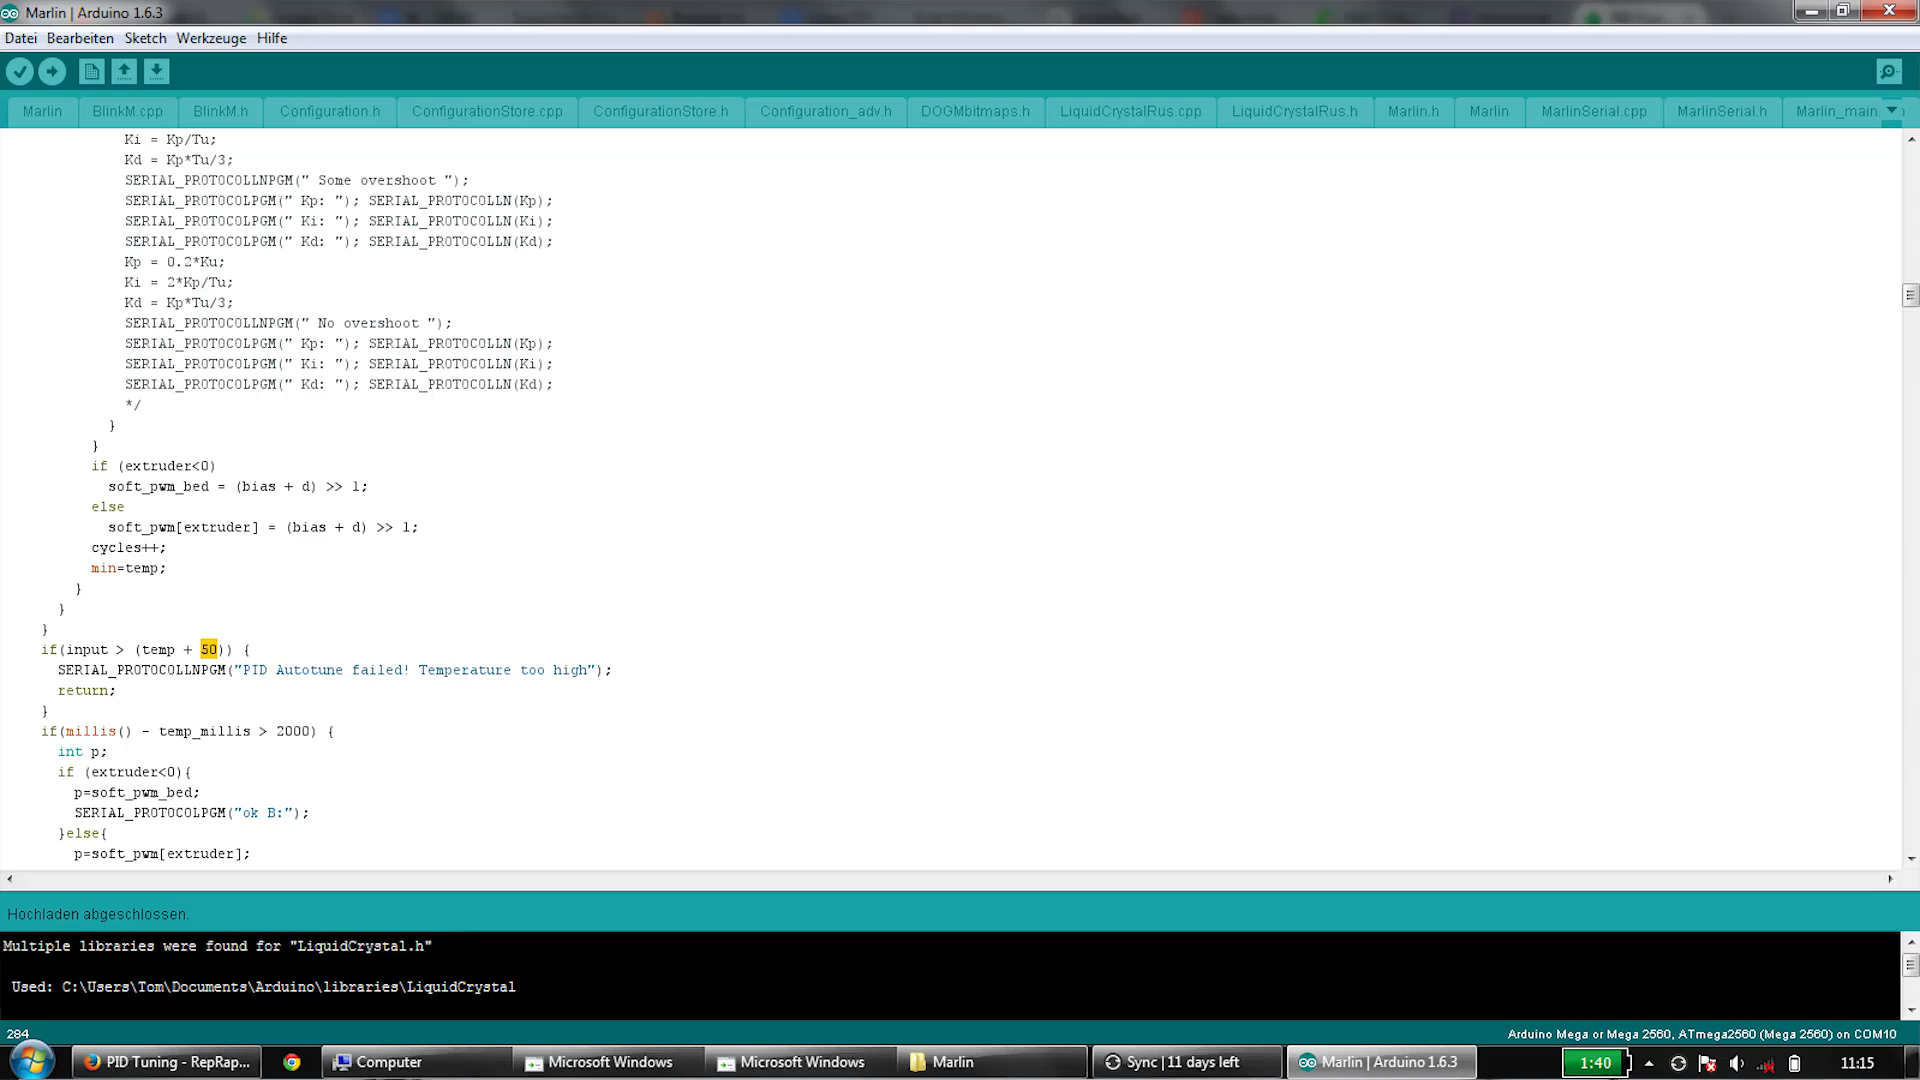 Marlin | Arduino 1.6.3
Datei Bearbeiten Sketch Werkzeuge Hilfe
Marlin BlinkM.cpp BlinkM.h Configuration.h ConfigurationStore.cpp ConfigurationStore.h Configuration_adv.h DOGMbitmaps.h LiquidCrystalRus.cpp LiquidCrystalRus.h Marlin.h Marlin MarlinSerial.cpp MarlinSerial.h Marlin_main.
Ki = Kp/Tu;
Kd = Kp*Tu/3;
SERIAL_PROTOCOLLNPGM(" Some overshoot ");
SERIAL_PROTOCOLPGM(" Kp: "); SERIAL_PROTOCOLLN(Kp);
SERIAL_PROTOCOLPGM(" Ki: "); SERIAL_PROTOCOLLN(Ki);
SERIAL_PROTOCOLPGM(" Kd: "); SERIAL_PROTOCOLLN(Kd);
Kp = 0.2*Ku;
Ki = 2*Kp/Tu;
Kd = Kp*Tu/3;
SERIAL_PROTOCOLLNPGM(" No overshoot ");
SERIAL_PROTOCOLPGM(" Kp: "); SERIAL_PROTOCOLLN(Kp);
SERIAL_PROTOCOLPGM(" Ki: "); SERIAL_PROTOCOLLN(Ki);
SERIAL_PROTOCOLPGM(" Kd: "); SERIAL_PROTOCOLLN(Kd);
*/
}
}
if (extruder<0)
soft_pwm_bed = (bias + d) >> 1;
else
soft_pwm[extruder] = (bias + d) >> 1;
cycles++;
min=temp;
}
}
}
if(input > (temp + 50)) {
SERIAL_PROTOCOLLNPGM("PID Autotune failed! Temperature too high");
return;
}
if(millis() - temp_millis > 2000) {
int p;
if (extruder<0){
p=soft_pwm_bed;
SERIAL_PROTOCOLPGM("ok B:");
}else{
p=soft_pwm[extruder];
Hochladen abgeschlossen.
Multiple libraries were found for "LiquidCrystal.h"
Used: C:\Users\Tom\Documents\Arduino\libraries\LiquidCrystal
284 Arduino Mega or Mega 2560, ATmega2560 (Mega 2560) on COM10
PID Tuning - RepRap... Computer Microsoft Windows Microsoft Windows Marlin Sync | 11 days left Marlin | Arduino 1.6.3 1:40 11:15